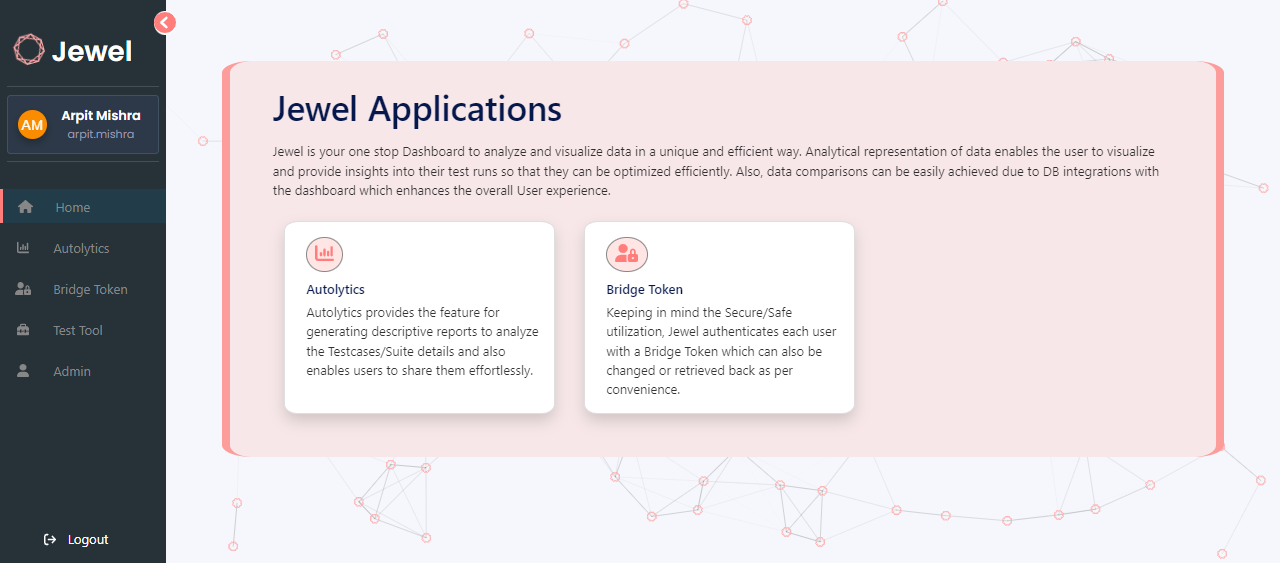 Jewel
AM
Arpit Mishra
arpit.mishra
Home
Autolytics
Bridge Token
Test Tool
Admin
Logout
Jewel Applications
Jewel is your one stop Dashboard to analyze and visualize data in a unique and efficient way. Analytical representation of data enables the user to visualize
and provide insights into their test runs so that they can be optimized efficiently. Also, data comparisons can be easily achieved due to DB integrations with
the dashboard which enhances the overall User experience.
Autolytics
Autolytics provides the feature for
generating descriptive reports to analyze
the Testcases/Suite details and also
enables users to share them effortlessly.
Bridge Token
Keeping in mind the Secure/Safe
utilization, Jewel authenticates each user
with a Bridge Token which can also be
changed or retrieved back as per
convenience.